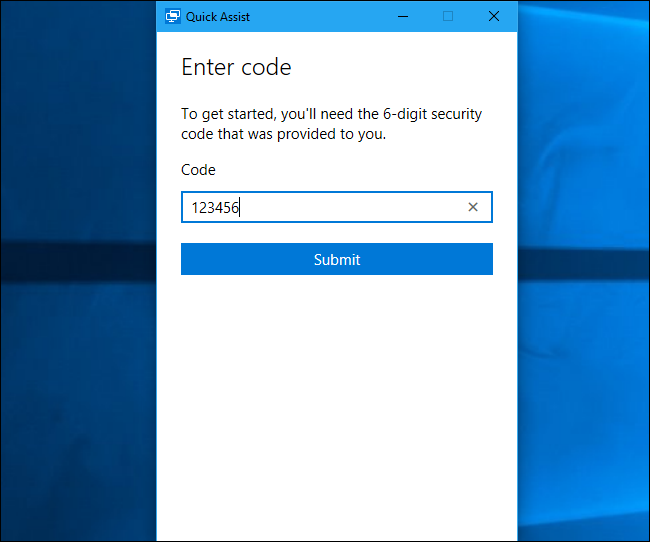 Quick Assist
Enter code
To get started, you'll need the 6-digit security
code that was provided to you.
Code
123456
Submit